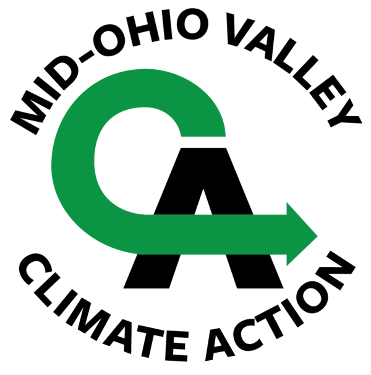 MID-OHIO VALLEY
CA
CLIMATE ACTION